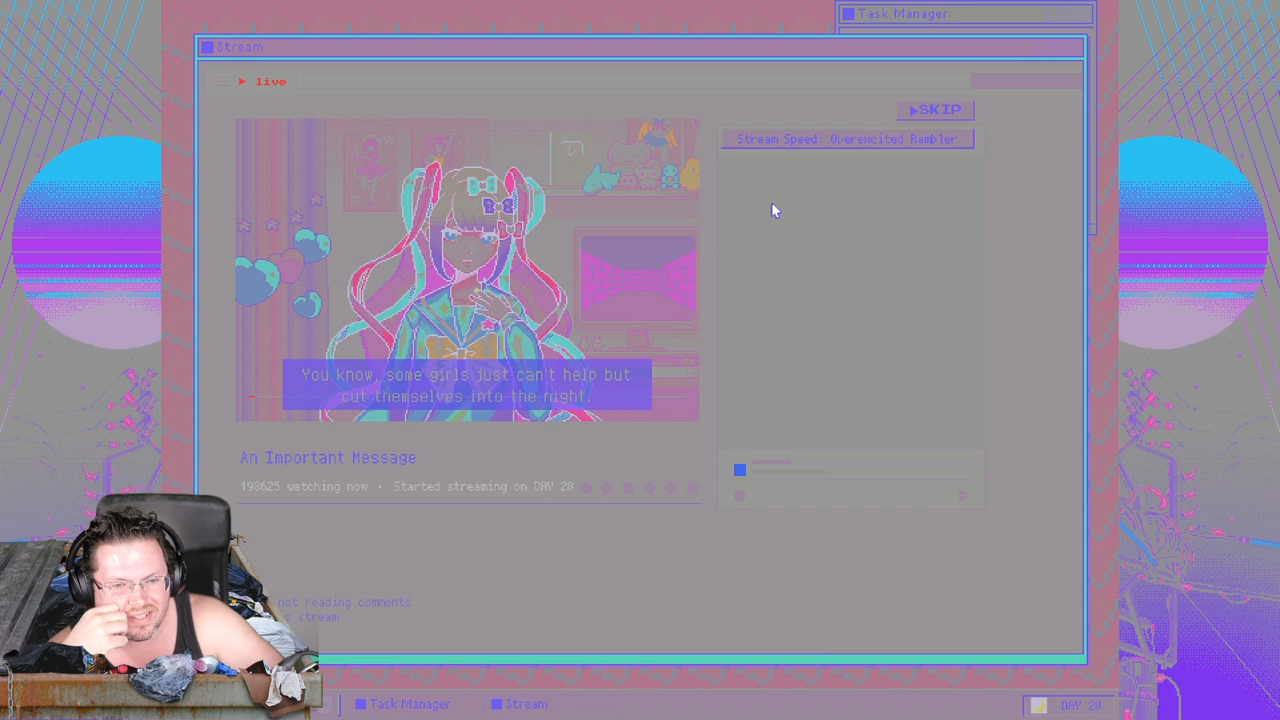 Task Manager
Stream
live
▶SKIP
Stream Speed: Overexcited Rambler
You know, some girls just can't help but
cut themselves into the night.
An Important Message
198625 watching now • Started streaming on DAY 28
not reading comments
s stream
Task Manager
Stream
DAY 28